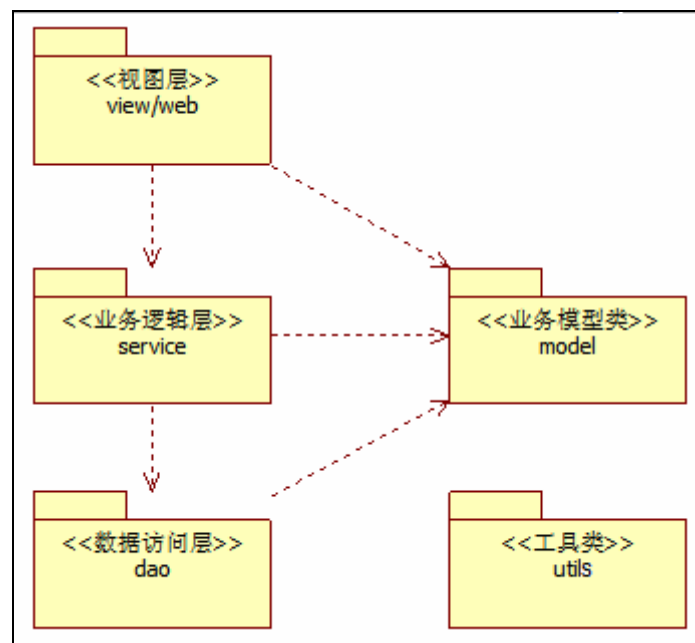 <<视图层>>
view/web
<<业务逻辑层>>
service
<<业务模型类>>
model
<<数据访问层>>
dao
<<工具类>>
utils